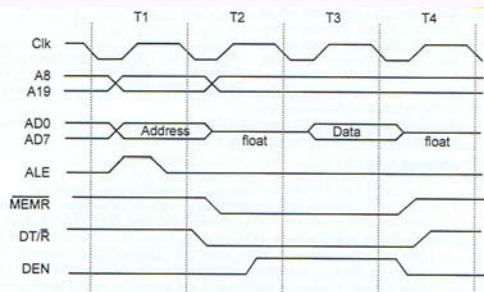 T1 T2 T3 T4
Clk
A8
A19
AD0
AD7
Address float Data float
ALE
MEMR
DT/R
DEN